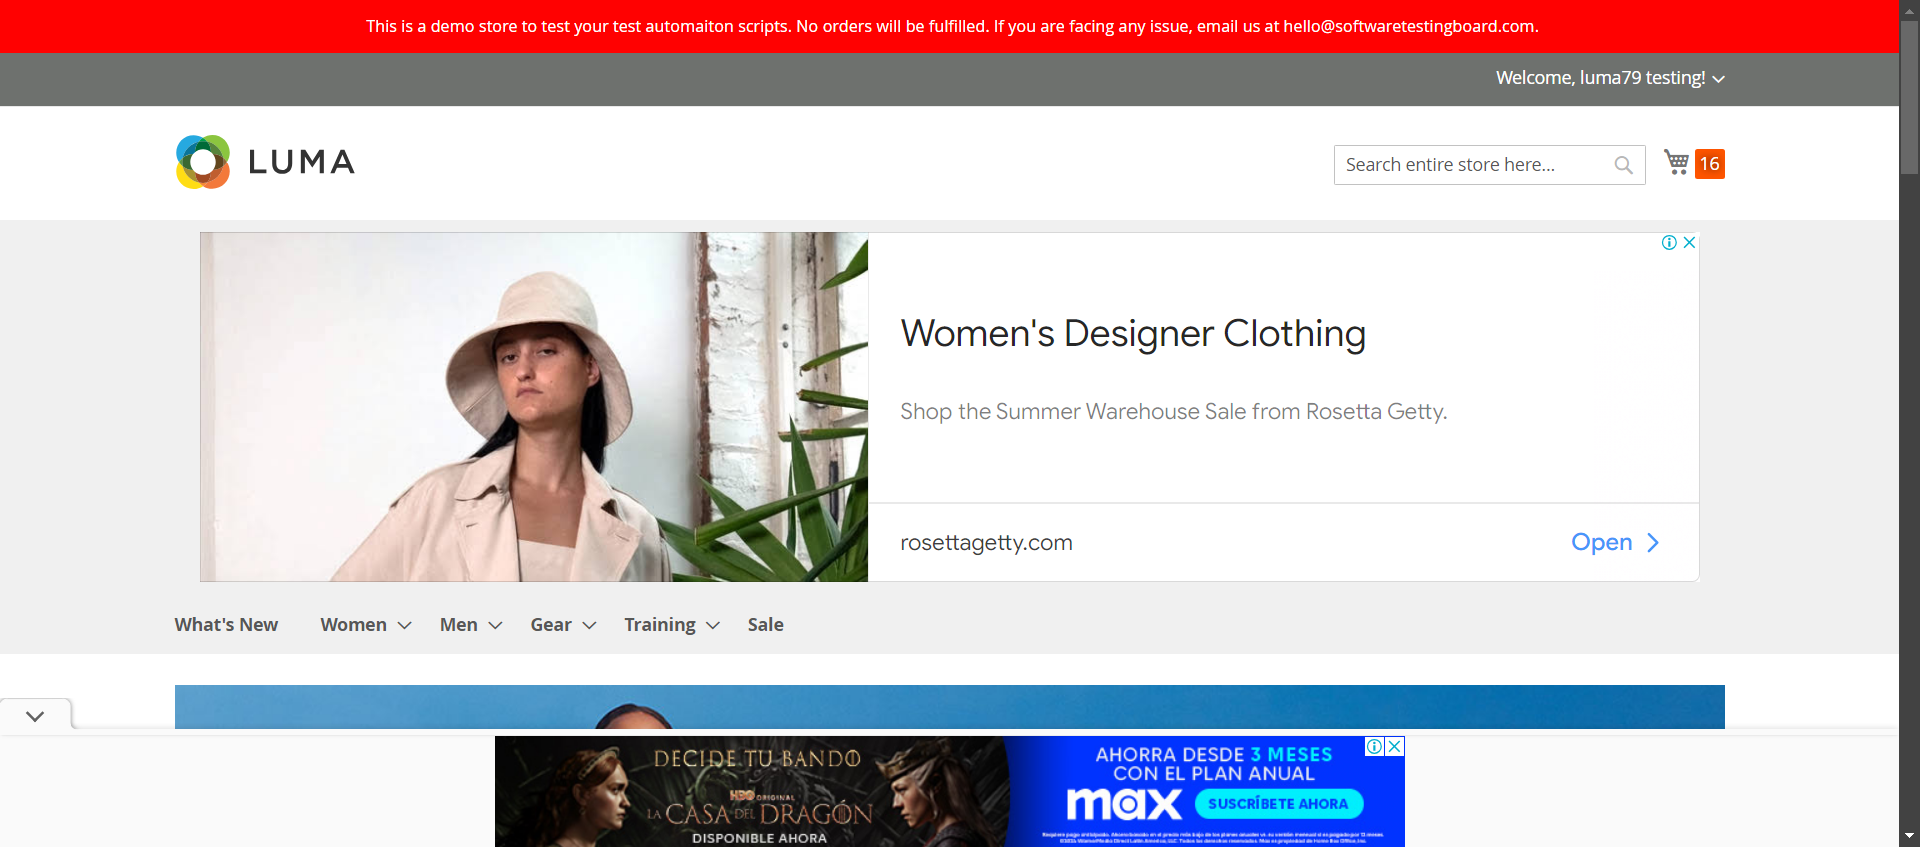 This is a demo store to test your test automaiton scripts. No orders will be fulfilled. If you are facing any issue, email us at hello@softwaretestingboard.com.
Welcome, luma79 testing!
LUMA
Search entire store here...
16
Women's Designer Clothing
Shop the Summer Warehouse Sale from Rosetta Getty.
rosettagetty.com
Open
What's New
Women
Men
Gear
Training
Sale
DECIDE TU BANDO
HBO ORIGINAL
LA CASA DEL DRAGÓN
DISPONIBLE AHORA
AHORRA DESDE 3 MESES
CON EL PLAN ANUAL
max
SUSCRÍBETE AHORA